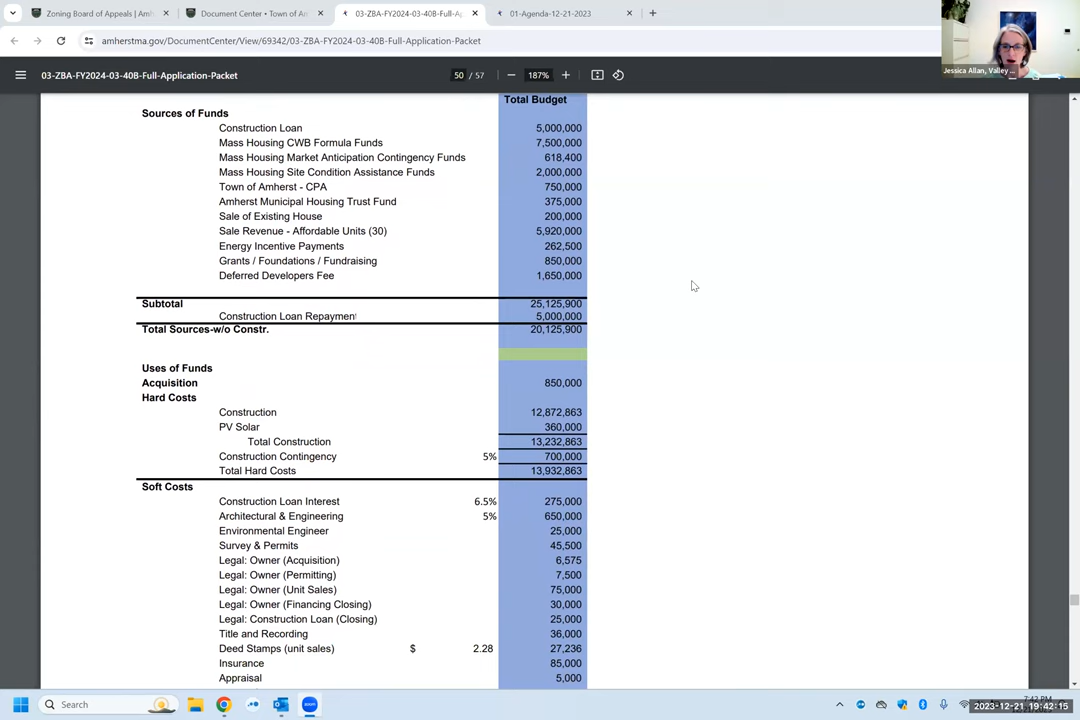 Zoning Board of Appeals | Amh
Document Center • Town of Am
03-ZBA-FY2024-03-40B-Full-Ap
01-Agenda-12-21-2023
amherstma.gov/DocumentCenter/View/69342/03-ZBA-FY2024-03-40B-Full-Application-Packet
Jessica Allan, Valley ...
03-ZBA-FY2024-03-40B-Full-Application-Packet
50 / 57
187%
Total Budget
Sources of Funds
Construction Loan 5,000,000
Mass Housing CWB Formula Funds 7,500,000
Mass Housing Market Anticipation Contingency Funds 618,400
Mass Housing Site Condition Assistance Funds 2,000,000
Town of Amherst - CPA 750,000
Amherst Municipal Housing Trust Fund 375,000
Sale of Existing House 200,000
Sale Revenue - Affordable Units (30) 5,920,000
Energy Incentive Payments 262,500
Grants / Foundations / Fundraising 850,000
Deferred Developers Fee 1,650,000
Subtotal 25,125,900
Construction Loan Repayment 5,000,000
Total Sources-w/o Constr. 20,125,900
Uses of Funds
Acquisition 850,000
Hard Costs
Construction 12,872,863
PV Solar 360,000
Total Construction 13,232,863
Construction Contingency 5% 700,000
Total Hard Costs 13,932,863
Soft Costs
Construction Loan Interest 6.5% 275,000
Architectural & Engineering 5% 650,000
Environmental Engineer 25,000
Survey & Permits 45,500
Legal: Owner (Acquisition) 6,575
Legal: Owner (Permitting) 7,500
Legal: Owner (Unit Sales) 75,000
Legal: Owner (Financing Closing) 30,000
Legal: Construction Loan (Closing) 25,000
Title and Recording 36,000
Deed Stamps (unit sales) $ 2.28 27,236
Insurance 85,000
Appraisal 5,000
Search
7:42 PM
2023-12-21 19:42:15